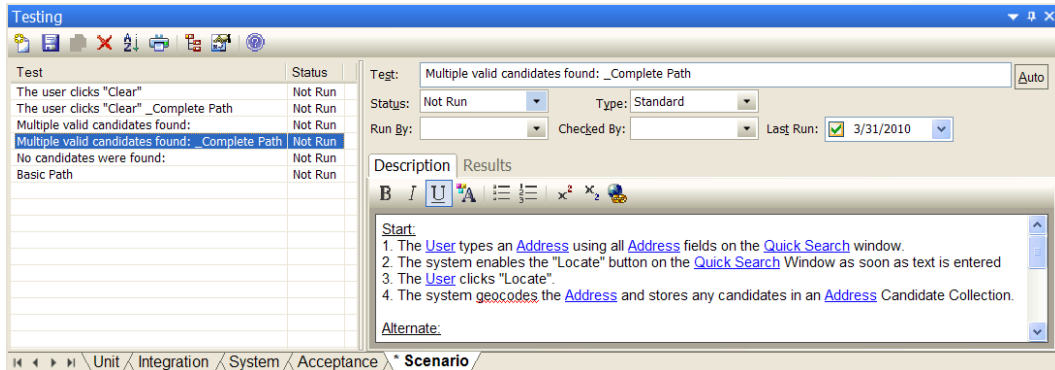 Testing
Test Status
The user clicks "Clear" Not Run
The user clicks "Clear" _Complete Path Not Run
Multiple valid candidates found: Not Run
Multiple valid candidates found: _Complete Path Not Run
No candidates were found: Not Run
Basic Path Not Run
Test: Multiple valid candidates found: _Complete Path Auto
Status: Not Run Type: Standard
Run By: Checked By: Last Run: 3/31/2010
Description Results
B I U A x² x₂
Start:
1. The User types an Address using all Address fields on the Quick Search window.
2. The system enables the "Locate" button on the Quick Search Window as soon as text is entered
3. The User clicks "Locate".
4. The system geocodes the Address and stores any candidates in an Address Candidate Collection.
Alternate:
Unit Integration System Acceptance * Scenario